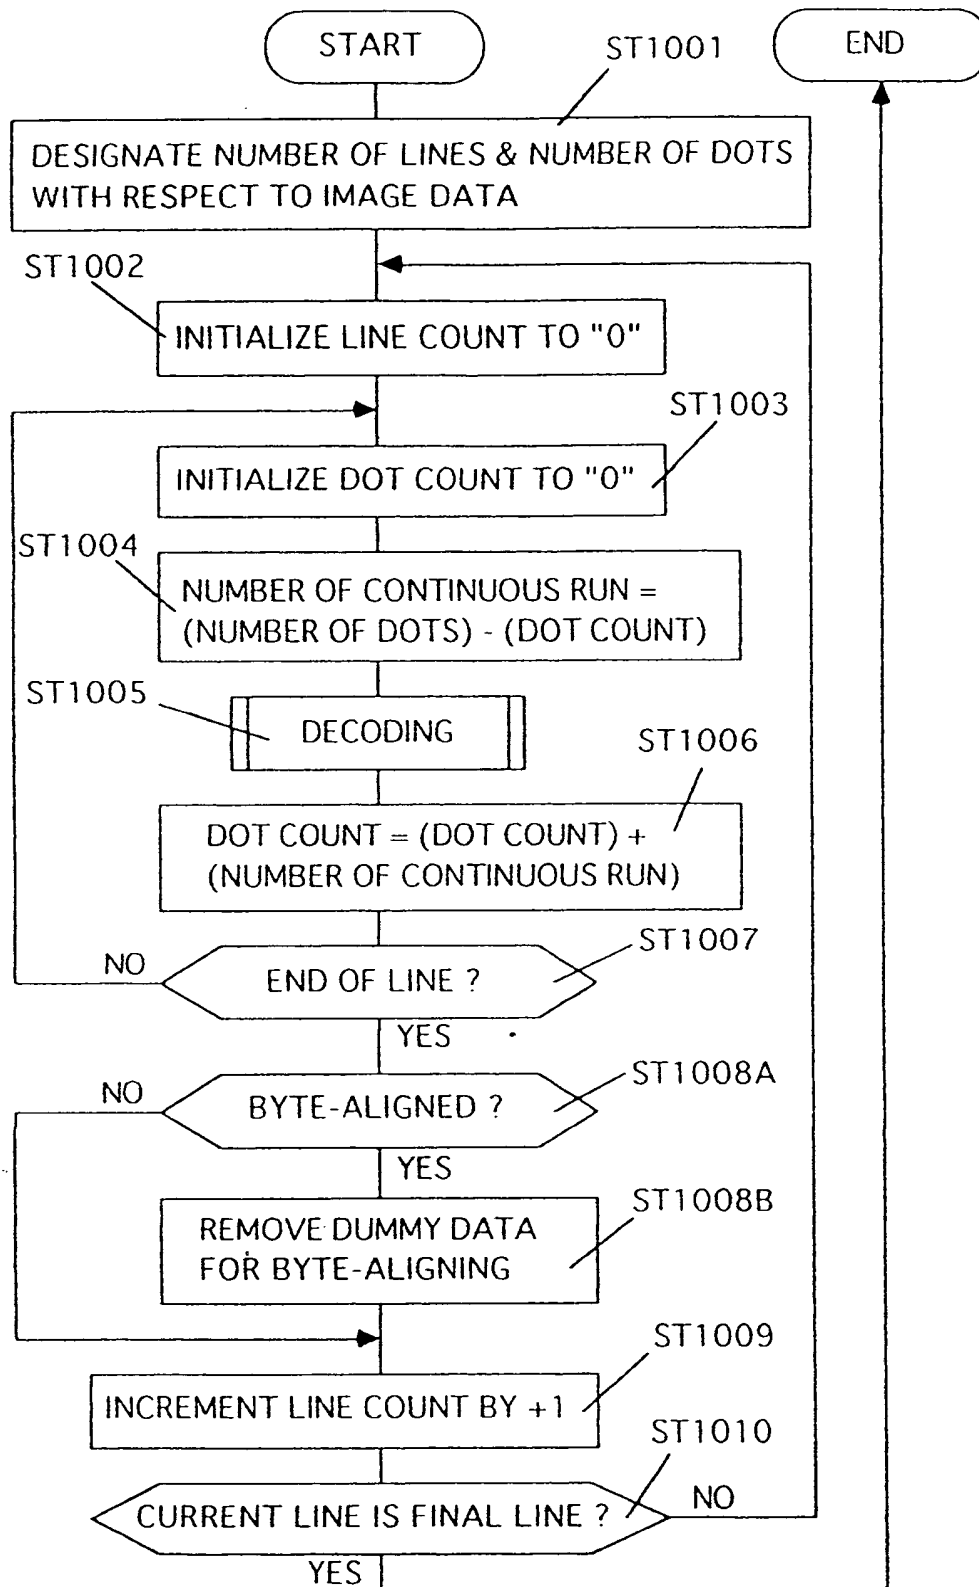 START
END
ST1001
DESIGNATE NUMBER OF LINES & NUMBER OF DOTS
WITH RESPECT TO IMAGE DATA
ST1002
INITIALIZE LINE COUNT TO "0"
ST1003
INITIALIZE DOT COUNT TO "0"
ST1004
NUMBER OF CONTINUOUS RUN =
(NUMBER OF DOTS) - (DOT COUNT)
ST1005
DECODING
ST1006
DOT COUNT = (DOT COUNT) +
(NUMBER OF CONTINUOUS RUN)
ST1007
NO
END OF LINE ?
YES
ST1008A
NO
BYTE-ALIGNED ?
YES
ST1008B
REMOVE DUMMY DATA
FOR BYTE-ALIGNING
ST1009
INCREMENT LINE COUNT BY +1
ST1010
CURRENT LINE IS FINAL LINE ?
NO
YES